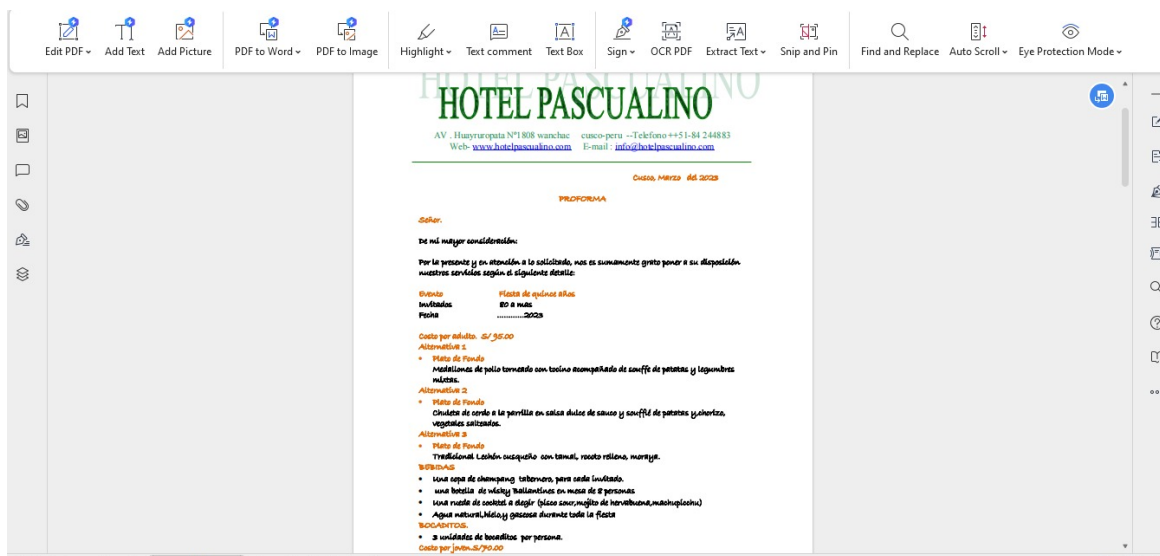 Edit PDF Add Text Add Picture PDF to Word PDF to Image Highlight Text comment Text Box Sign OCR PDF Extract Text Snip and Pin Find and Replace Auto Scroll Eye Protection Mode
HOTEL PASCUALINO
HOTEL PASCUALINO
AV . Huayruropata Nº1808 wanchac cusco-peru --Telefono ++51-84 244883
Web- www.hotelpascualino.com E-mail : info@hotelpascualino.com
Cusco, Marzo del 2023
PROFORMA
Señor.
De mi mayor consideración:
Por la presente y en atención a lo solicitado, nos es sumamente grato poner a su disposición
nuestros servicios según el siguiente detalle:
Evento Fiesta de quince años
Invitados 80 a mas
Fecha .............2023
Costo por adulto. S/ 95.00
Alternativa 1
• Plato de Fondo
Medallones de pollo torneado con tocino acompañado de souffe de patatas y legumbres
mixtas.
Alternativa 2
• Plato de Fondo
Chuleta de cerdo a la parrilla en salsa dulce de sauco y soufflé de patatas y,chorizo,
vegetales salteados.
Alternativa 3
• Plato de Fondo
Tradicional Lechón cusqueño con tamal, rocoto relleno, moraya.
BEBIDAS
• Una copa de champang tabernero, para cada invitado.
• una botella de wisky Ballantines en mesa de 8 personas
• Una rueda de cocktel a elegir (pisco sour,mojito de hervabuena,machupicchu)
• Agua natural,hielo,y gaseosa durante toda la fiesta
BOCADITOS.
• 3 unidades de bocaditos por persona.
Costo por joven.S/70.00